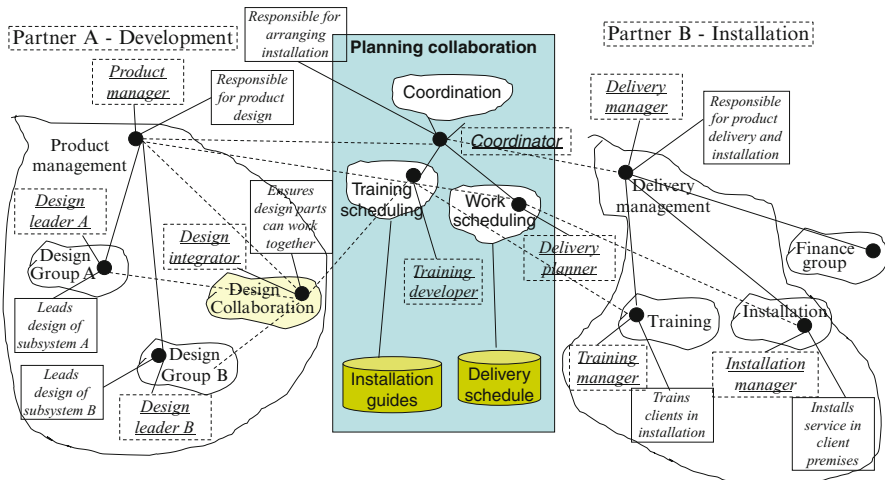 Partner A - Development
Responsible for
arranging
installation
Planning collaboration
Partner B - Installation
Product
manager
Responsible
for product
design
Coordination
Delivery
manager
Responsible
for product
delivery and
installation
Product
management
Coordinator
Design
leader A
Ensures
design parts
can work
together
Training
scheduling
Work
scheduling
Delivery
management
Design
integrator
Design
Group A
Design
Collaboration
Training
developer
Delivery
planner
Finance
group
Leads
design of
subsystem A
Training
Installation
Design
Group B
Installation
guides
Delivery
schedule
Training
manager
Installation
manager
Leads
design of
subsystem B
Design
leader B
Trains
clients in
installation
Installs
service in
client
premises